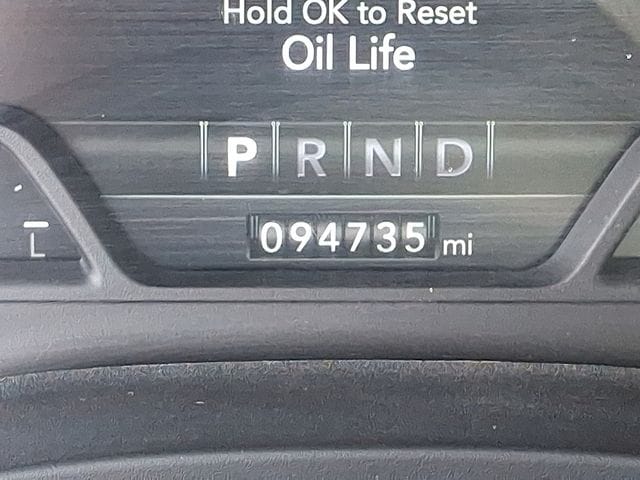 Hold OK to Reset
Oil Life
P R N D
094735 mi
L